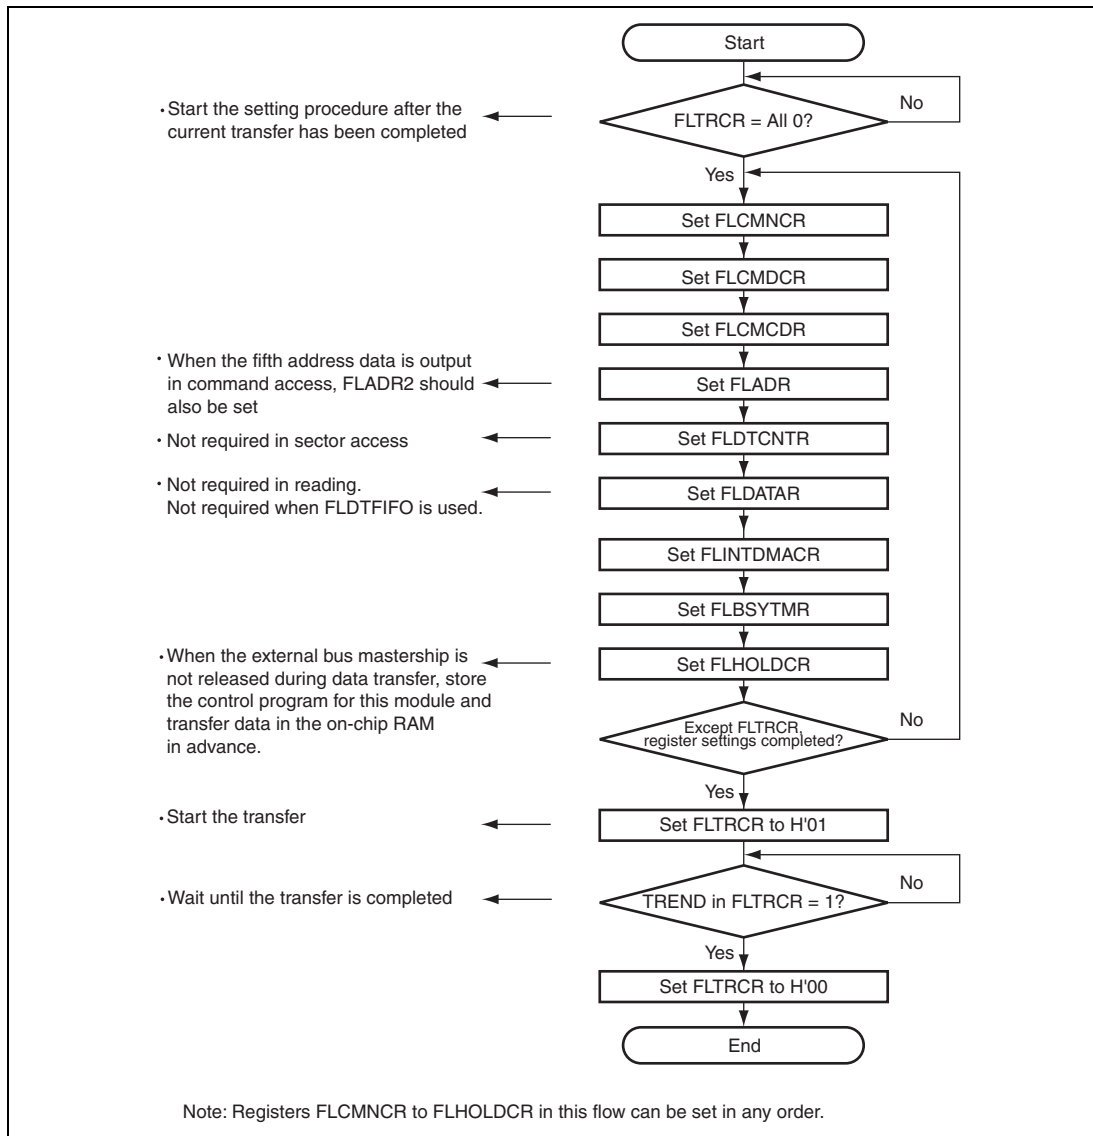 Start
No
• Start the setting procedure after the
current transfer has been completed
FLTRCR = All 0?
Yes
Set FLCMNCR
Set FLCMDCR
Set FLCMCDR
• When the fifth address data is output
in command access, FLADR2 should
also be set
Set FLADR
• Not required in sector access
Set FLDTCNTR
• Not required in reading.
Not required when FLDTFIFO is used.
Set FLDATAR
Set FLINTDMACR
Set FLBSYTMR
• When the external bus mastership is
not released during data transfer, store
the control program for this module and
transfer data in the on-chip RAM
in advance.
Set FLHOLDCR
Except FLTRCR,
register settings completed?
No
Yes
• Start the transfer
Set FLTRCR to H'01
No
• Wait until the transfer is completed
TREND in FLTRCR = 1?
Yes
Set FLTRCR to H'00
End
Note: Registers FLCMNCR to FLHOLDCR in this flow can be set in any order.